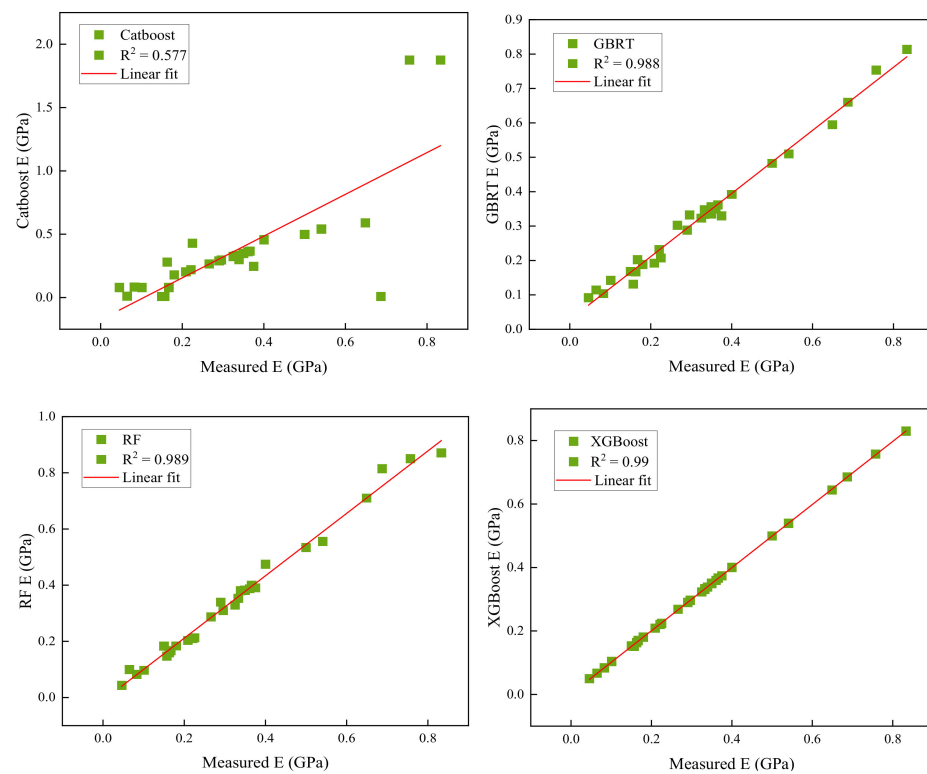 Catboost
R² = 0.577
Linear fit
2.0
1.5
1.0
0.5
0.0
Catboost E (GPa)
0.0 0.2 0.4 0.6 0.8
Measured E (GPa)
GBRT
R² = 0.988
Linear fit
0.9
0.8
0.7
0.6
0.5
0.4
0.3
0.2
0.1
0.0
GBRT E (GPa)
0.0 0.2 0.4 0.6 0.8
Measured E (GPa)
RF
R² = 0.989
Linear fit
1.0
0.8
0.6
0.4
0.2
0.0
RF E (GPa)
0.0 0.2 0.4 0.6 0.8
Measured E (GPa)
XGBoost
R² = 0.99
Linear fit
0.8
0.6
0.4
0.2
0.0
XGBoost E (GPa)
0.0 0.2 0.4 0.6 0.8
Measured E (GPa)